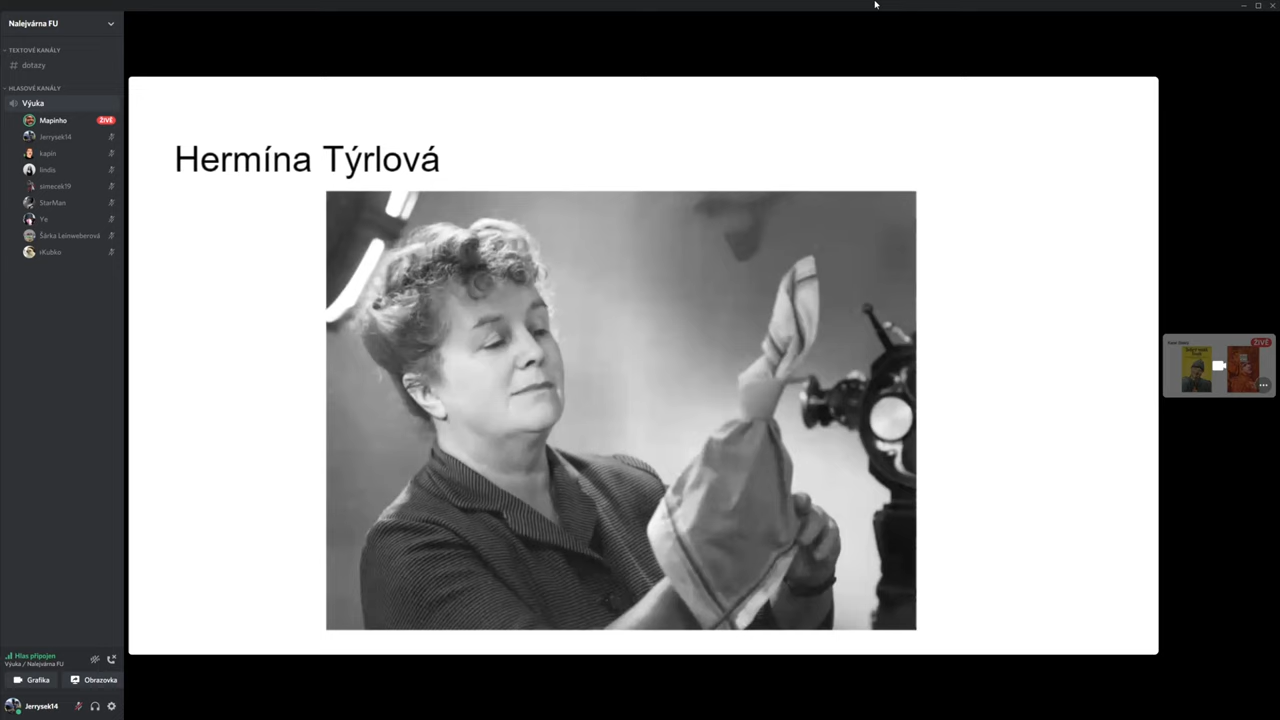 Nalejvárna FU
TEXTOVÉ KANÁLY
# dotazy
HLASOVÉ KANÁLY
Výuka
Mapinho ŽIVĚ
Jerrysek14
kapín
lindis
simecek19
StarMan
Ye
Šárka Leinweberová
rKubko
Hermína Týrlová
ŽIVĚ
Hlas připojen
Výuka / Nalejvárna FU
Grafika
Obrazovka
Jerrysek14